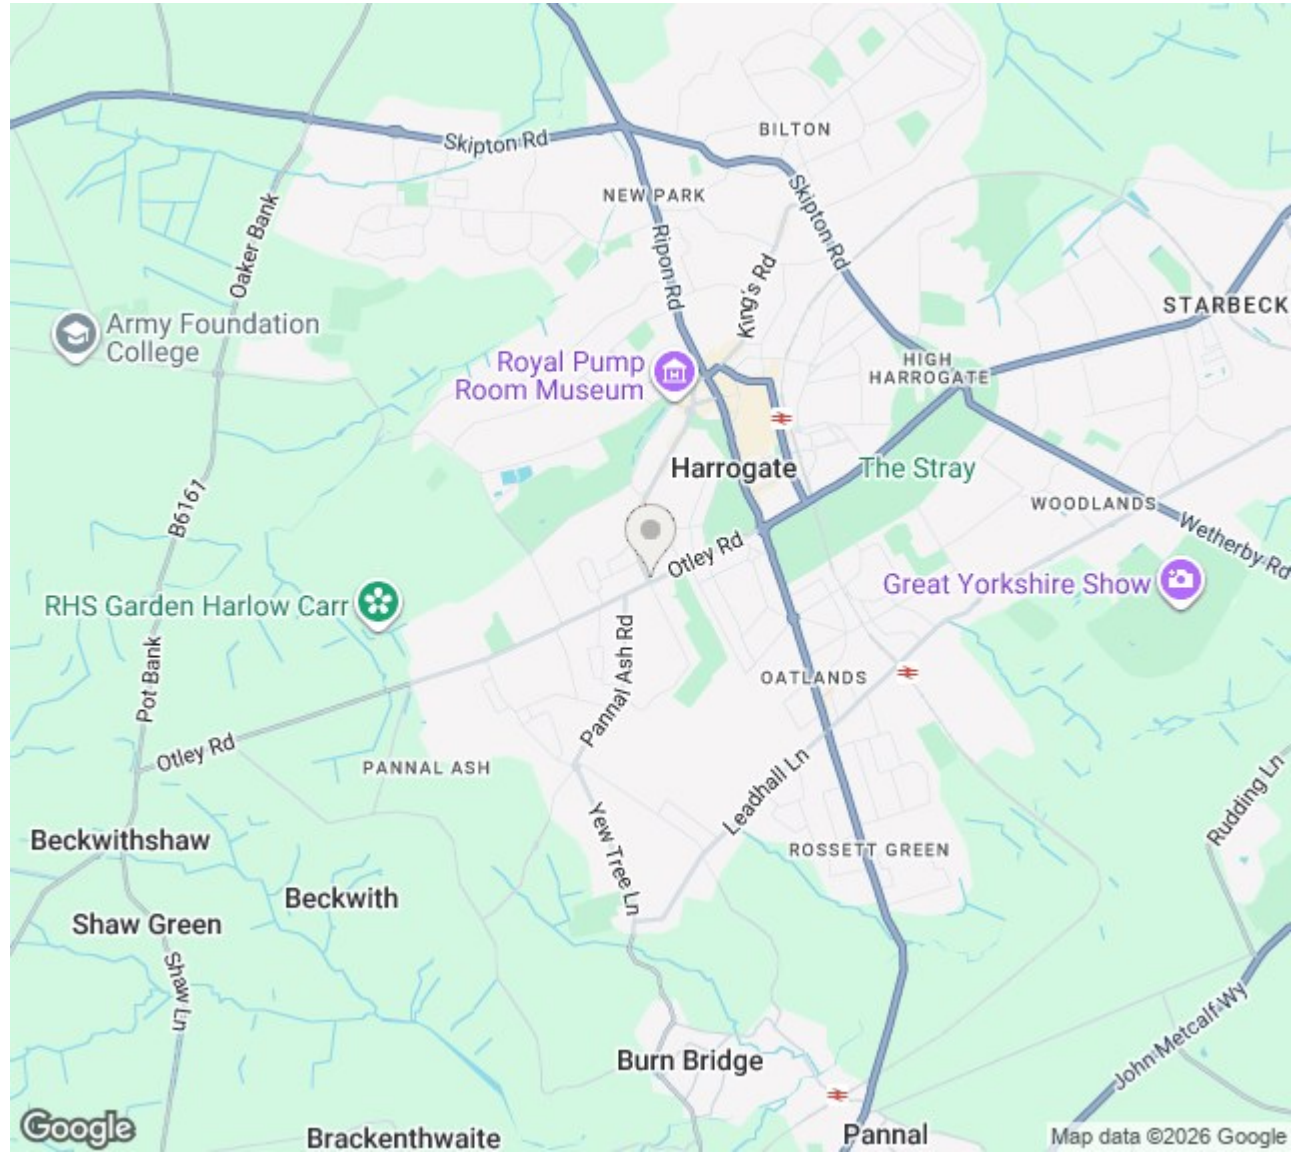 BILTON
Skipton Rd
NEW PARK
Skipton Rd
Oaker Bank
Ripon Rd
King's Rd
STARBECK
Army Foundation
College
Royal Pump
Room Museum
HIGH
HARROGATE
Harrogate
The Stray
B6161
WOODLANDS
Wetherby Rd
Otley Rd
Great Yorkshire Show
RHS Garden Harlow Carr
Pannal Ash Rd
Pot Bank
OATLANDS
Otley Rd
PANNAL ASH
Leadhall Ln
Rudding Ln
Yew Tree Ln
Beckwithshaw
ROSSETT GREEN
Beckwith
Shaw Green
Shaw Ln
John Metcalf Wy
Burn Bridge
Google
Brackenthwaite
Pannal
Map data ©2026 Google